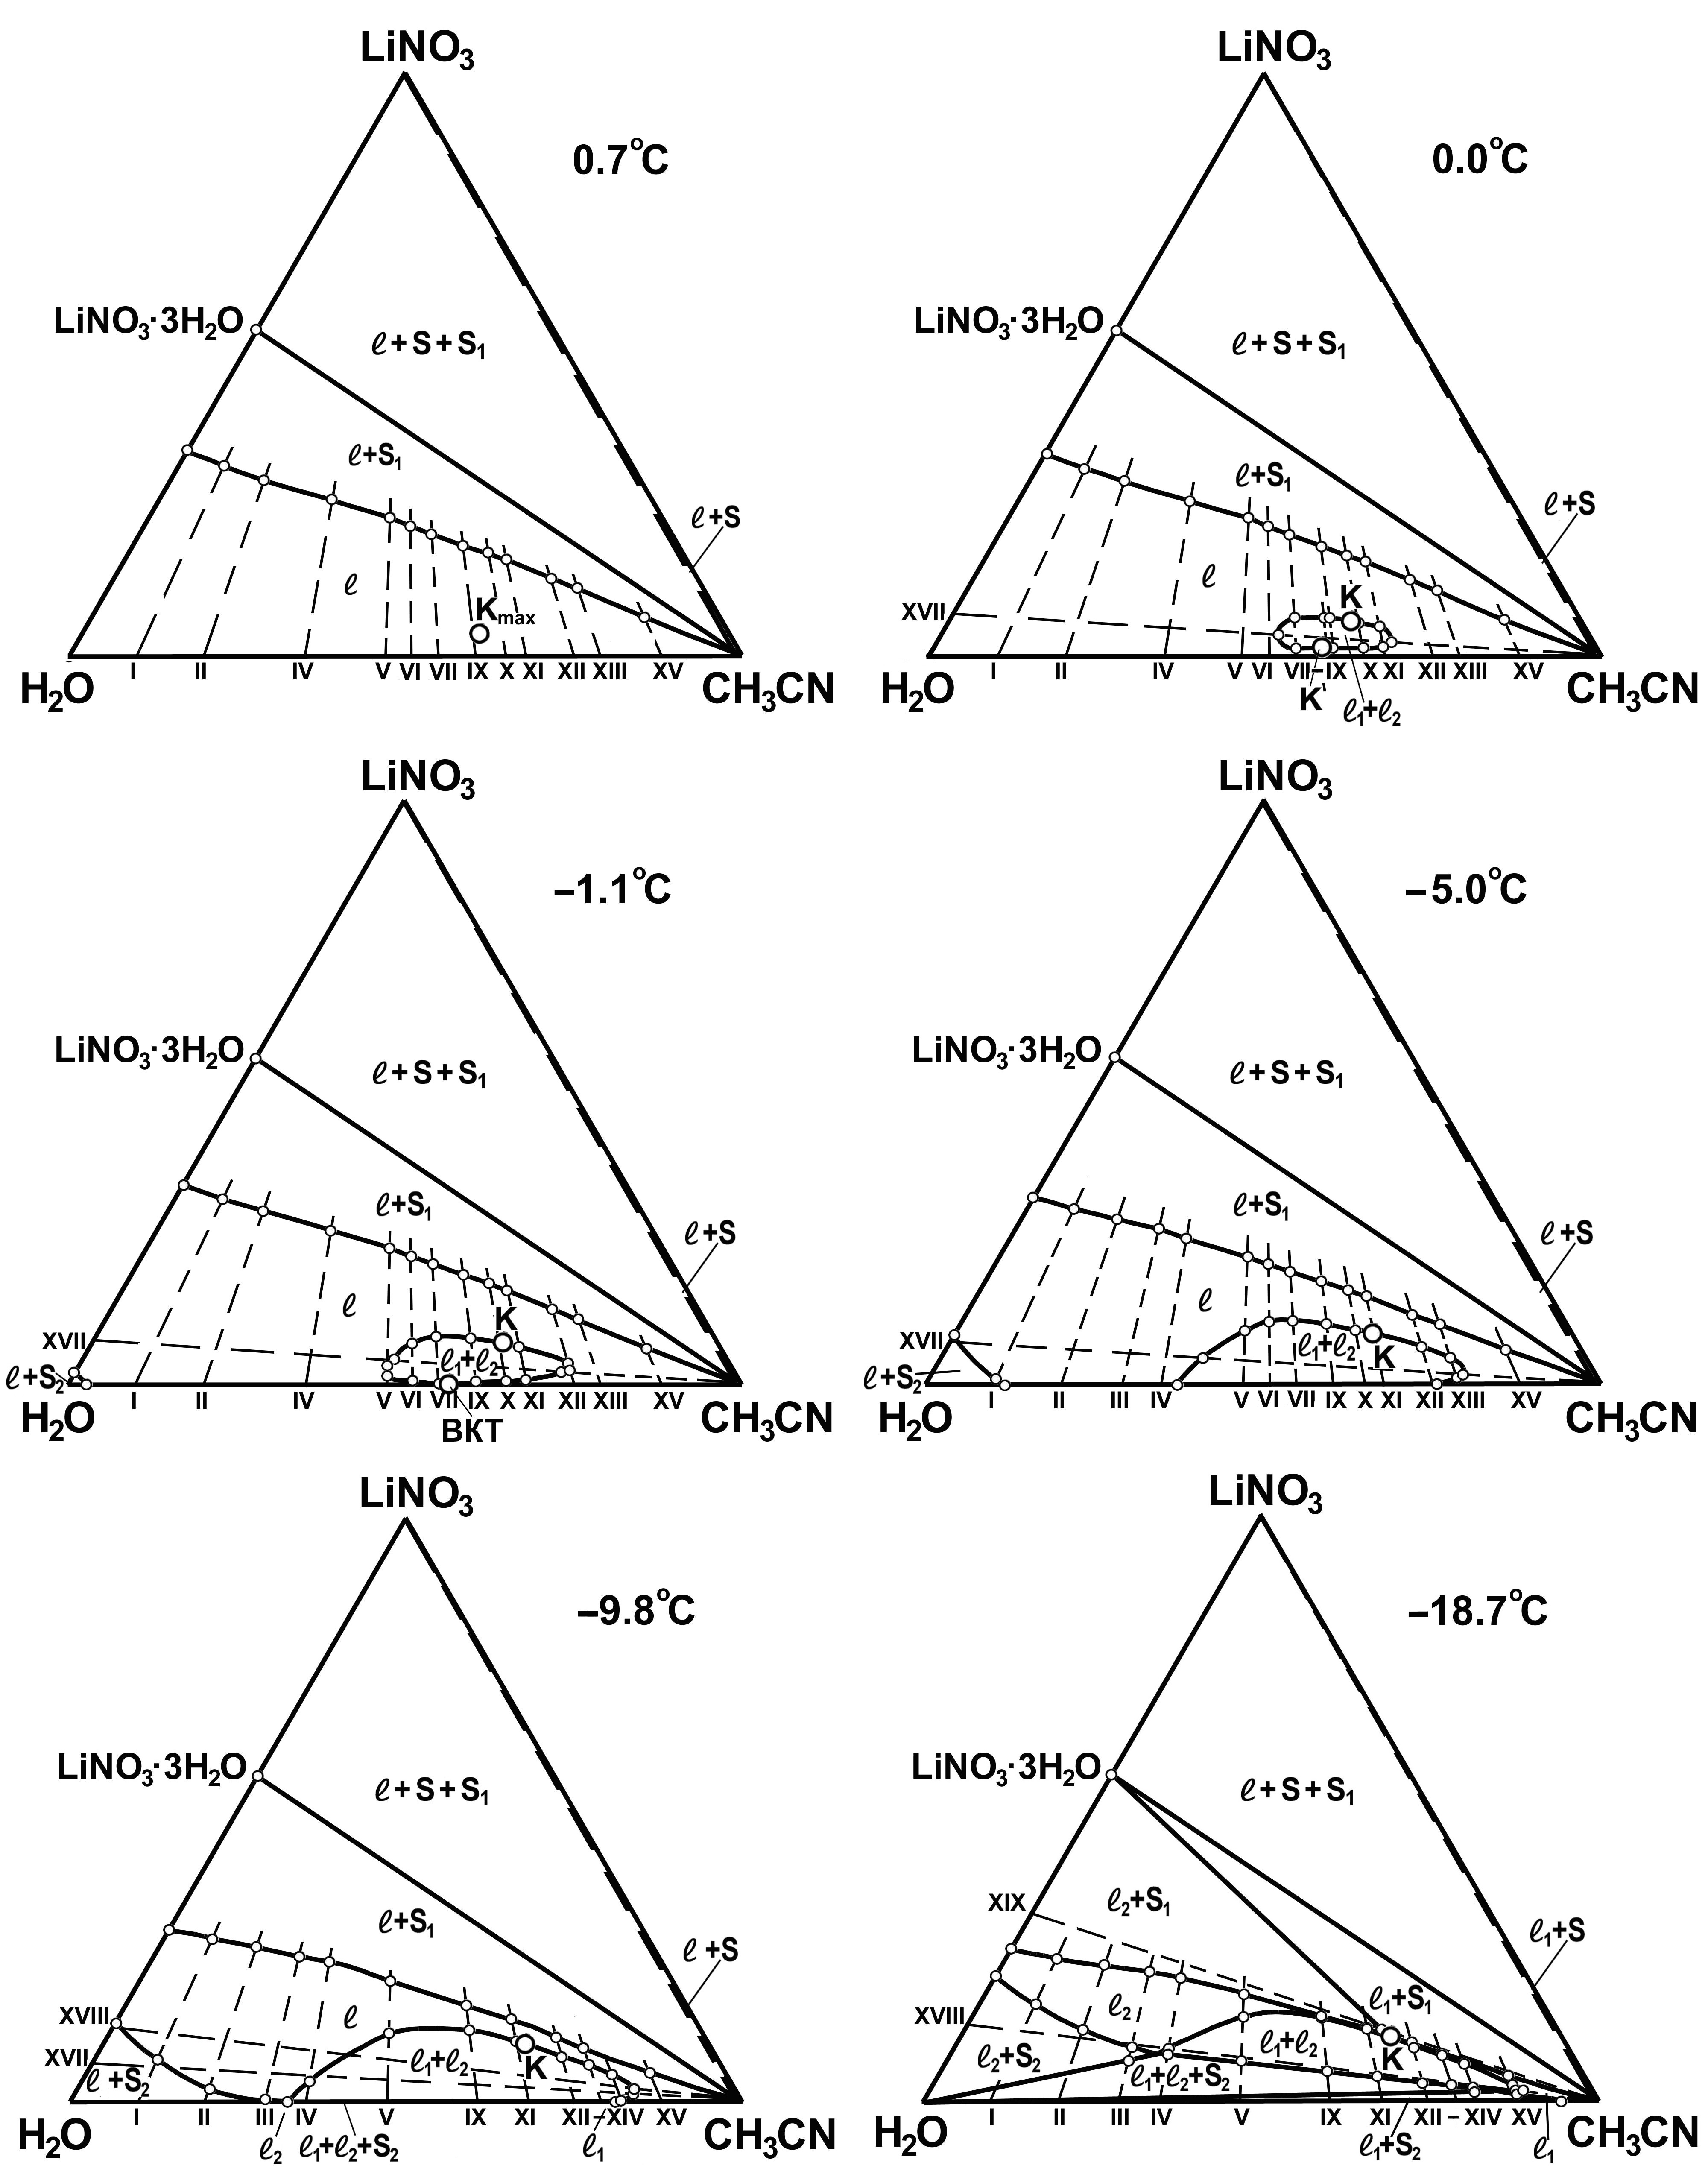 LiNO₃
0.7°C
LiNO₃·3H₂O
ℓ+S+S₁
ℓ+S₁
ℓ+S
ℓ
Kmax
I II IV V VI VII IX X XI XII XIII XV
H₂O CH₃CN
LiNO₃
0.0°C
LiNO₃·3H₂O
ℓ+S+S₁
ℓ+S₁
ℓ+S
ℓ
K
XVII
I II IV V VI VII–IX X XI XII XIII XV
H₂O CH₃CN
K'
ℓ₁+ℓ₂
LiNO₃
–1.1°C
LiNO₃·3H₂O
ℓ+S+S₁
ℓ+S₁
ℓ+S
ℓ
K
XVII
ℓ₁+ℓ₂
ℓ+S₂
I II IV V VI VII IX X XI XII XIII XV
H₂O CH₃CN
ВКТ
LiNO₃
–5.0°C
LiNO₃·3H₂O
ℓ+S+S₁
ℓ+S₁
ℓ+S
ℓ
XVII
ℓ₁+ℓ₂
K
ℓ+S₂
I II III IV V VI VII IX X XI XII XIII XV
H₂O CH₃CN
LiNO₃
–9.8°C
LiNO₃·3H₂O
ℓ+S+S₁
ℓ+S₁
ℓ+S
XVIII
ℓ
XVII
ℓ₁+ℓ₂
K
ℓ+S₂
I II III IV V IX XI XII–XIV XV
H₂O CH₃CN
ℓ₂
ℓ₁+ℓ₂+S₂
ℓ₁
LiNO₃
–18.7°C
LiNO₃·3H₂O
ℓ+S+S₁
XIX
ℓ₂+S₁
ℓ₁+S
ℓ₁+S₁
XVIII
ℓ₂
ℓ₁+ℓ₂
K
ℓ₂+S₂
ℓ₁+ℓ₂+S₂
I II III IV V IX XI XII–XIV XV
H₂O CH₃CN
ℓ₁+S₂
ℓ₁